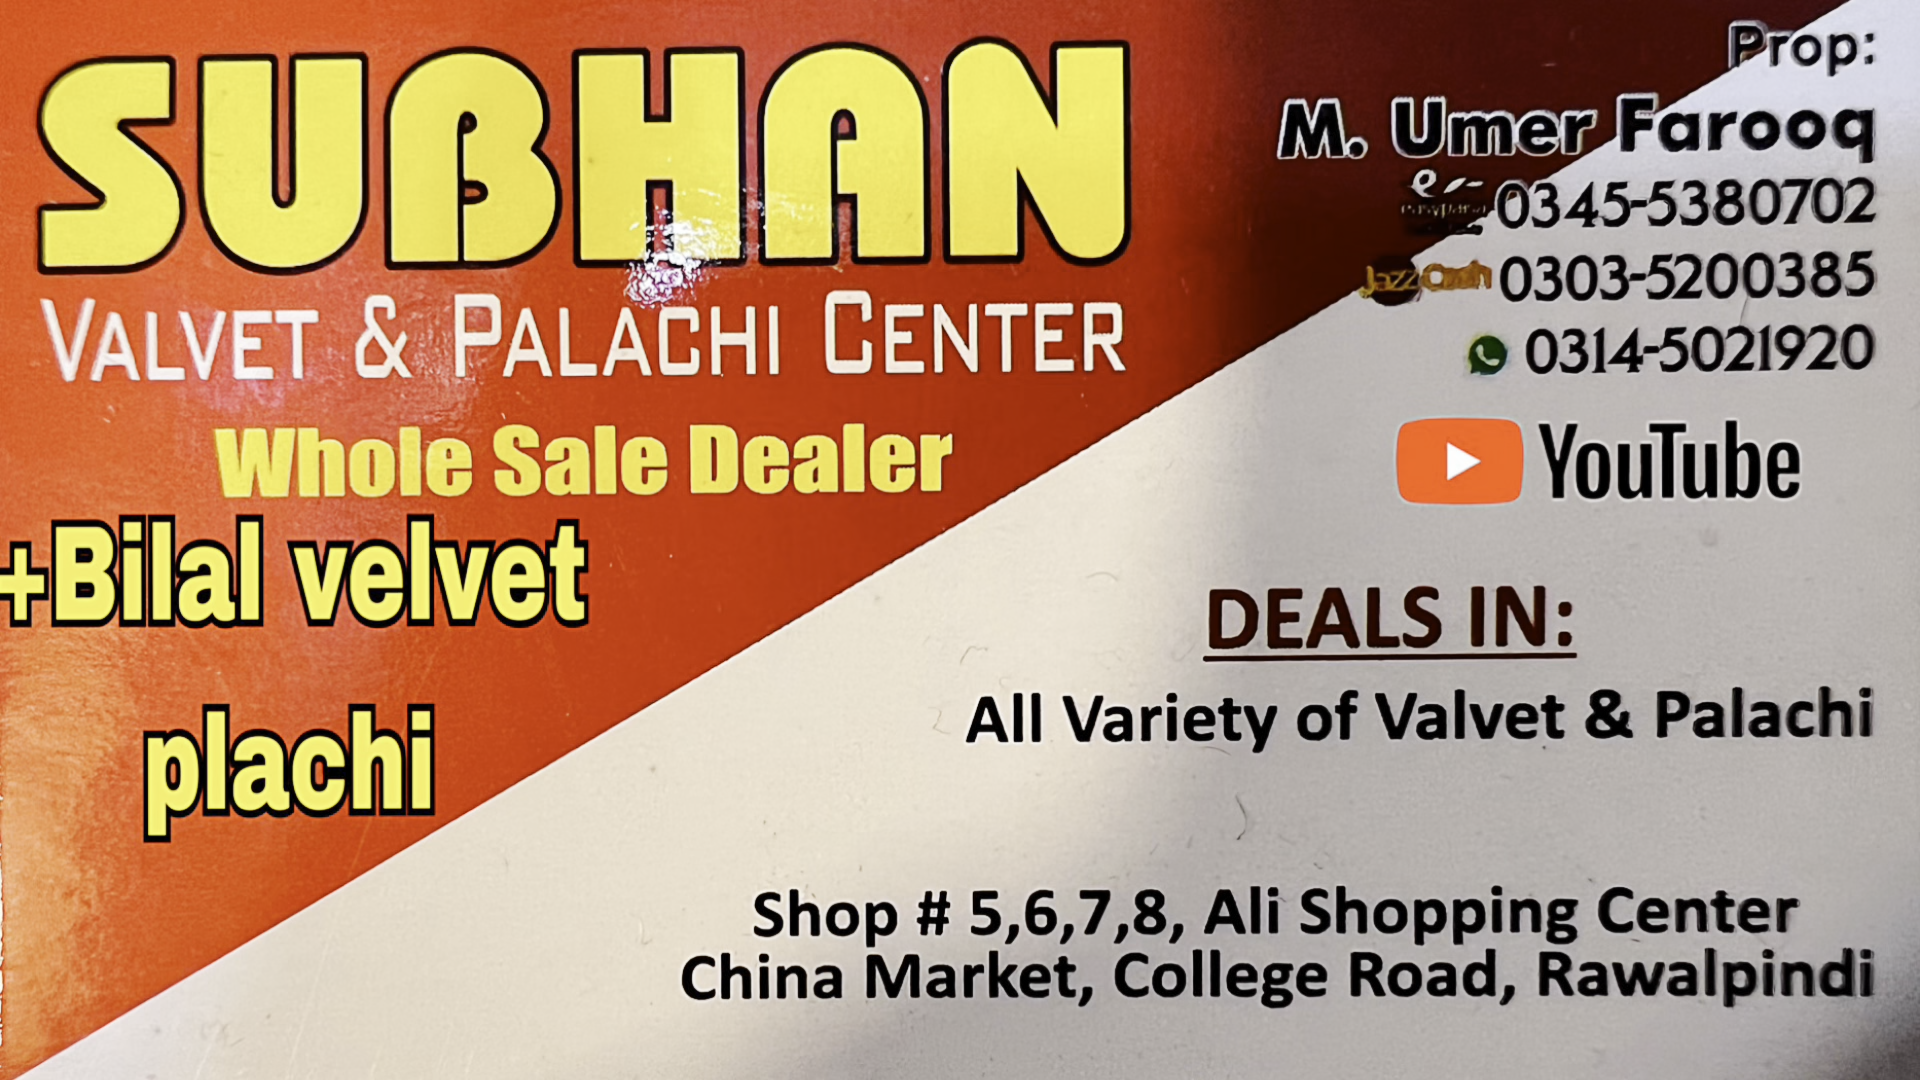 SUBHAN
VALVET & PALACHI CENTER
Whole Sale Dealer
+Bilal velvet
plachi
Prop:
M. Umer Farooq
easypaisa 0345-5380702
JazzCash 0303-5200385
0314-5021920
YouTube
DEALS IN:
All Variety of Valvet & Palachi
Shop # 5,6,7,8, Ali Shopping Center
China Market, College Road, Rawalpindi